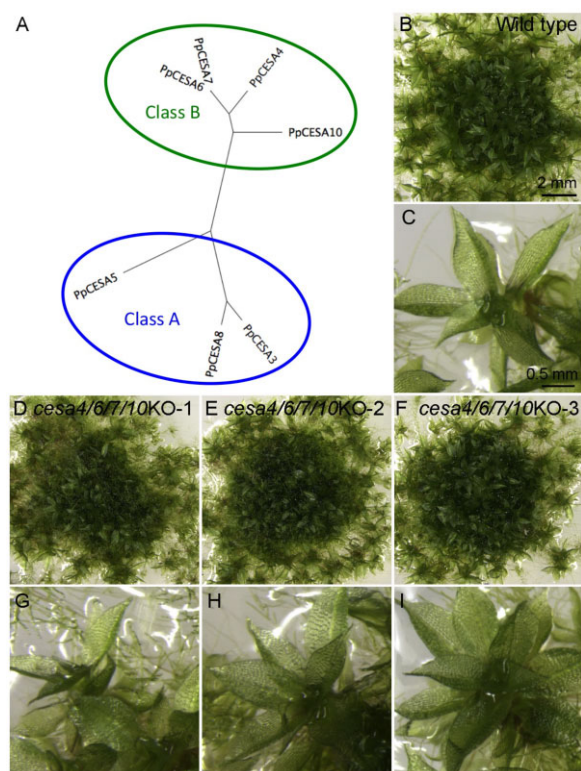 A
PpCESA7
PpCESA6
PpCESA4
Class B
PpCESA10
PpCESA5
Class A
PpCESA8
PpCESA3
B Wild type
2 mm
C
0.5 mm
D cesa4/6/7/10KO-1
E cesa4/6/7/10KO-2
F cesa4/6/7/10KO-3
G
H
I